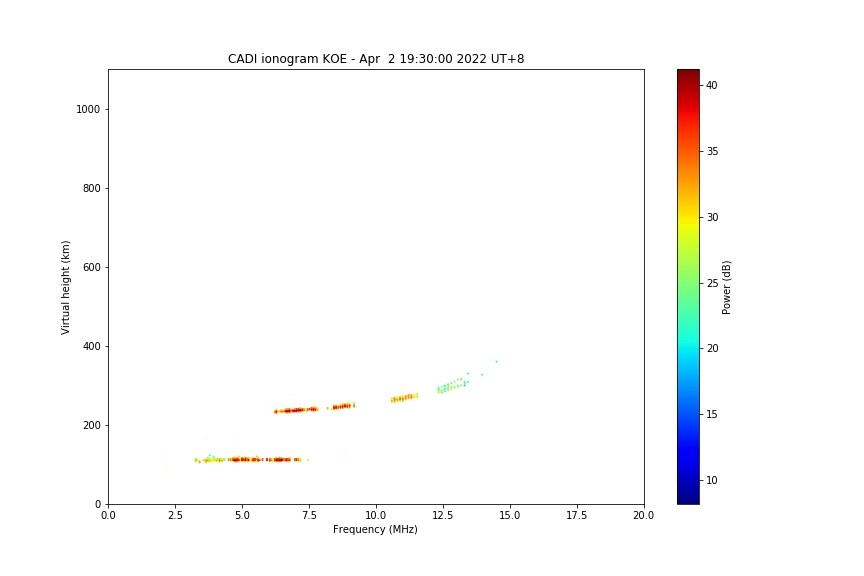 CADI ionogram KOE - Apr  2 19:30:00 2022 UT+8
1000
800
600
400
200
0
Virtual height (km)
0.0 2.5 5.0 7.5 10.0 12.5 15.0 17.5 20.0
Frequency (MHz)
40
35
30
25
20
15
10
Power (dB)